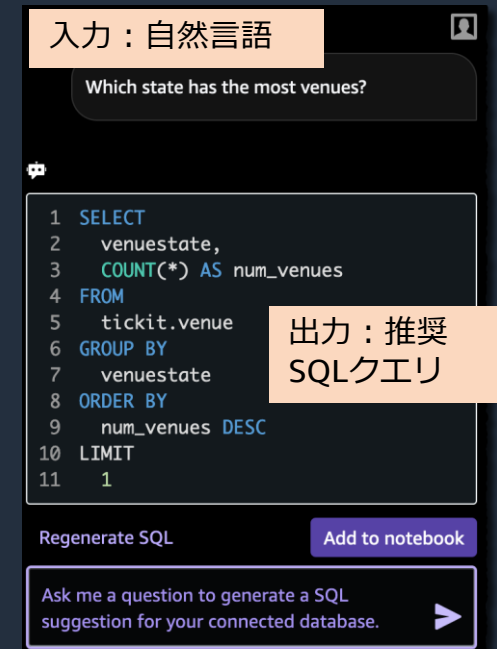 入力：自然言語
Which state has the most venues?
1 SELECT
2 venuestate,
3 COUNT(*) AS num_venues
4 FROM
5 tickit.venue
6 GROUP BY
7 venuestate
8 ORDER BY
9 num_venues DESC
10 LIMIT
11 1
出力：推奨
SQLクエリ
Regenerate SQL
Add to notebook
Ask me a question to generate a SQL
suggestion for your connected database.